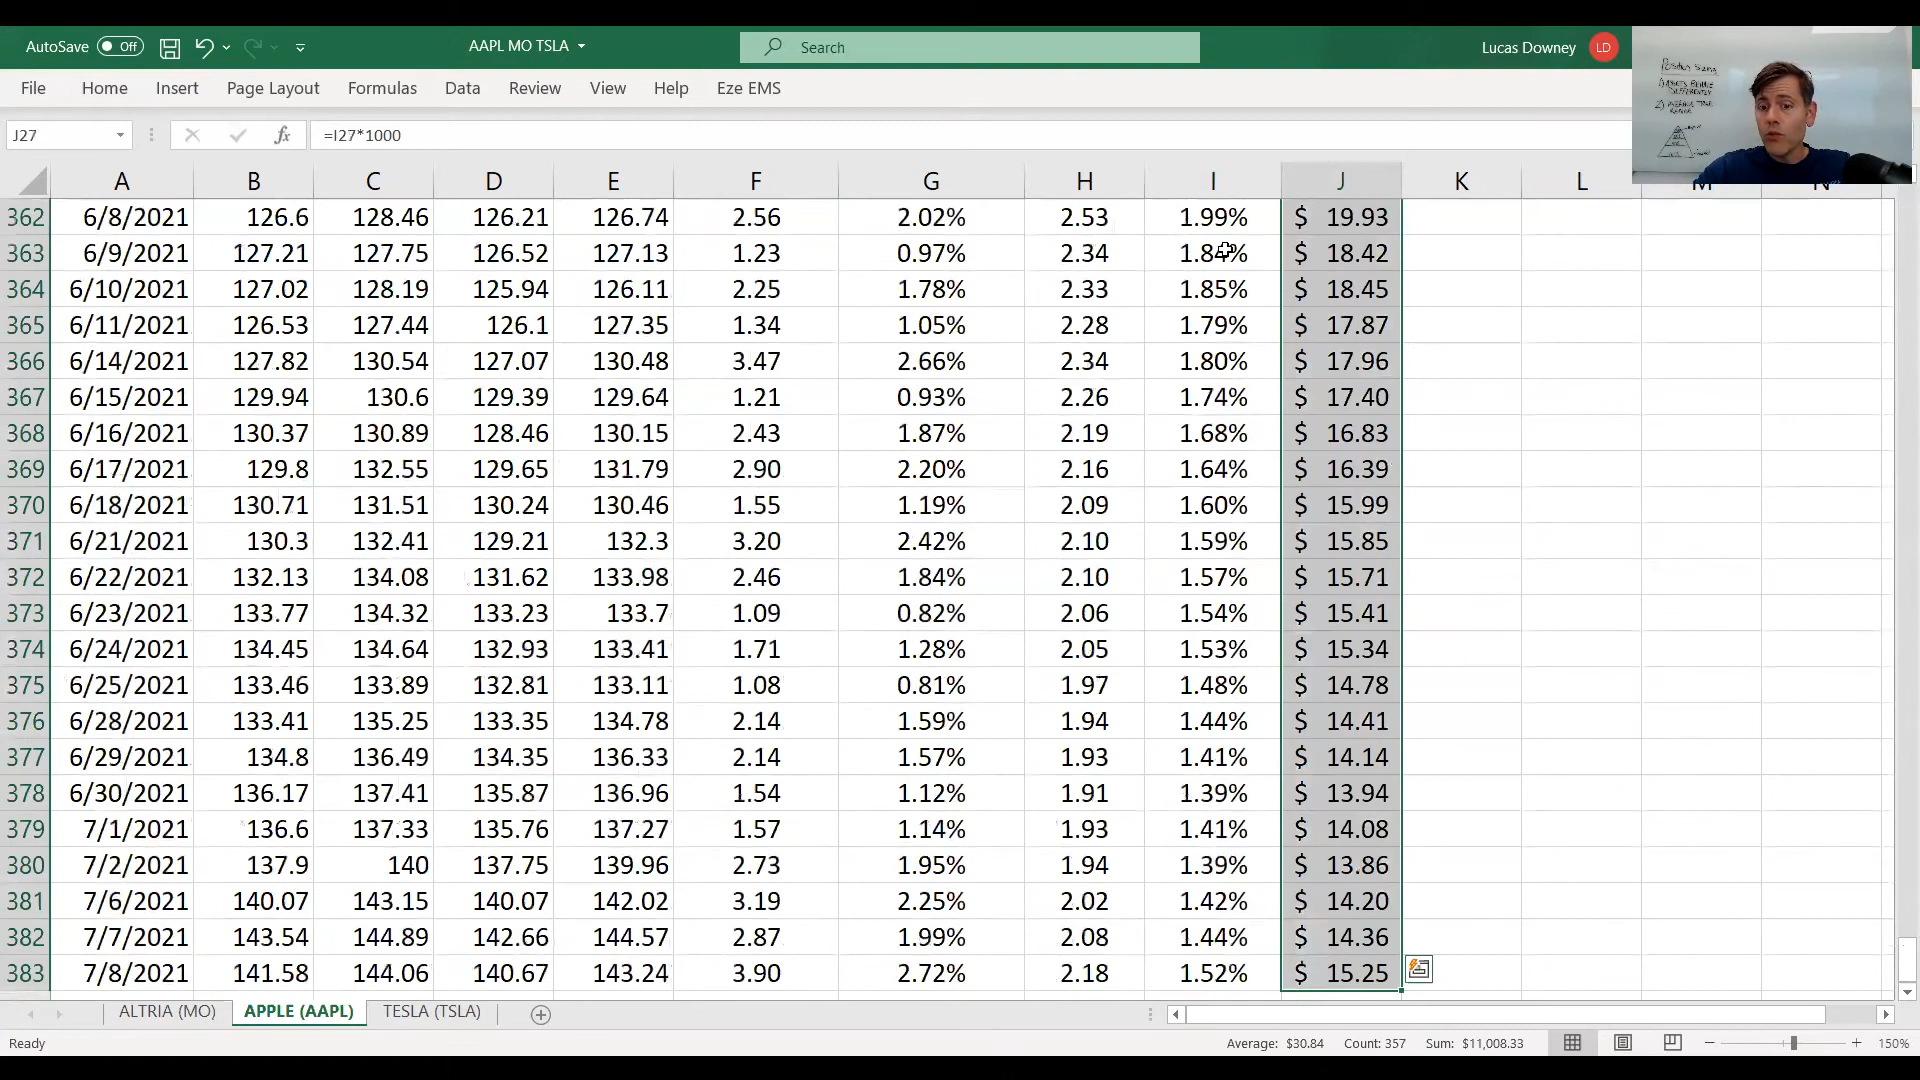 AutoSave Off AAPL MO TSLA Search Lucas Downey LD
File Home Insert Page Layout Formulas Data Review View Help Eze EMS
J27 fx =I27*1000
Position Sizing
1) Assets Behave
Differently
2) Average True
Range
A B C D E F G H I J K L M N
362 6/8/2021 126.6 128.46 126.21 126.74 2.56 2.02% 2.53 1.99% $ 19.93
363 6/9/2021 127.21 127.75 126.52 127.13 1.23 0.97% 2.34 1.84% $ 18.42
364 6/10/2021 127.02 128.19 125.94 126.11 2.25 1.78% 2.33 1.85% $ 18.45
365 6/11/2021 126.53 127.44 126.1 127.35 1.34 1.05% 2.28 1.79% $ 17.87
366 6/14/2021 127.82 130.54 127.07 130.48 3.47 2.66% 2.34 1.80% $ 17.96
367 6/15/2021 129.94 130.6 129.39 129.64 1.21 0.93% 2.26 1.74% $ 17.40
368 6/16/2021 130.37 130.89 128.46 130.15 2.43 1.87% 2.19 1.68% $ 16.83
369 6/17/2021 129.8 132.55 129.65 131.79 2.90 2.20% 2.16 1.64% $ 16.39
370 6/18/2021 130.71 131.51 130.24 130.46 1.55 1.19% 2.09 1.60% $ 15.99
371 6/21/2021 130.3 132.41 129.21 132.3 3.20 2.42% 2.10 1.59% $ 15.85
372 6/22/2021 132.13 134.08 131.62 133.98 2.46 1.84% 2.10 1.57% $ 15.71
373 6/23/2021 133.77 134.32 133.23 133.7 1.09 0.82% 2.06 1.54% $ 15.41
374 6/24/2021 134.45 134.64 132.93 133.41 1.71 1.28% 2.05 1.53% $ 15.34
375 6/25/2021 133.46 133.89 132.81 133.11 1.08 0.81% 1.97 1.48% $ 14.78
376 6/28/2021 133.41 135.25 133.35 134.78 2.14 1.59% 1.94 1.44% $ 14.41
377 6/29/2021 134.8 136.49 134.35 136.33 2.14 1.57% 1.93 1.41% $ 14.14
378 6/30/2021 136.17 137.41 135.87 136.96 1.54 1.12% 1.91 1.39% $ 13.94
379 7/1/2021 136.6 137.33 135.76 137.27 1.57 1.14% 1.93 1.41% $ 14.08
380 7/2/2021 137.9 140 137.75 139.96 2.73 1.95% 1.94 1.39% $ 13.86
381 7/6/2021 140.07 143.15 140.07 142.02 3.19 2.25% 2.02 1.42% $ 14.20
382 7/7/2021 143.54 144.89 142.66 144.57 2.87 1.99% 2.08 1.44% $ 14.36
383 7/8/2021 141.58 144.06 140.67 143.24 3.90 2.72% 2.18 1.52% $ 15.25
ALTRIA (MO) APPLE (AAPL) TESLA (TSLA)
Ready Average: $30.84 Count: 357 Sum: $11,008.33 150%